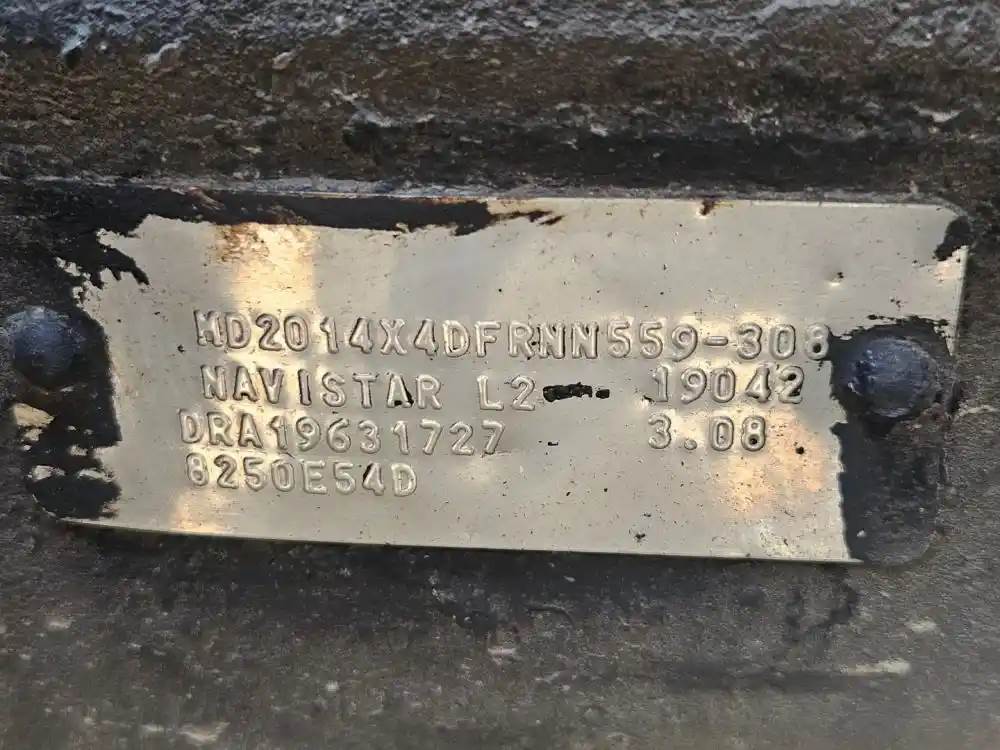 MD2014X4DFRNN559-308
NAVISTAR L2 19042
DRA19631727 3.08
8250E54D